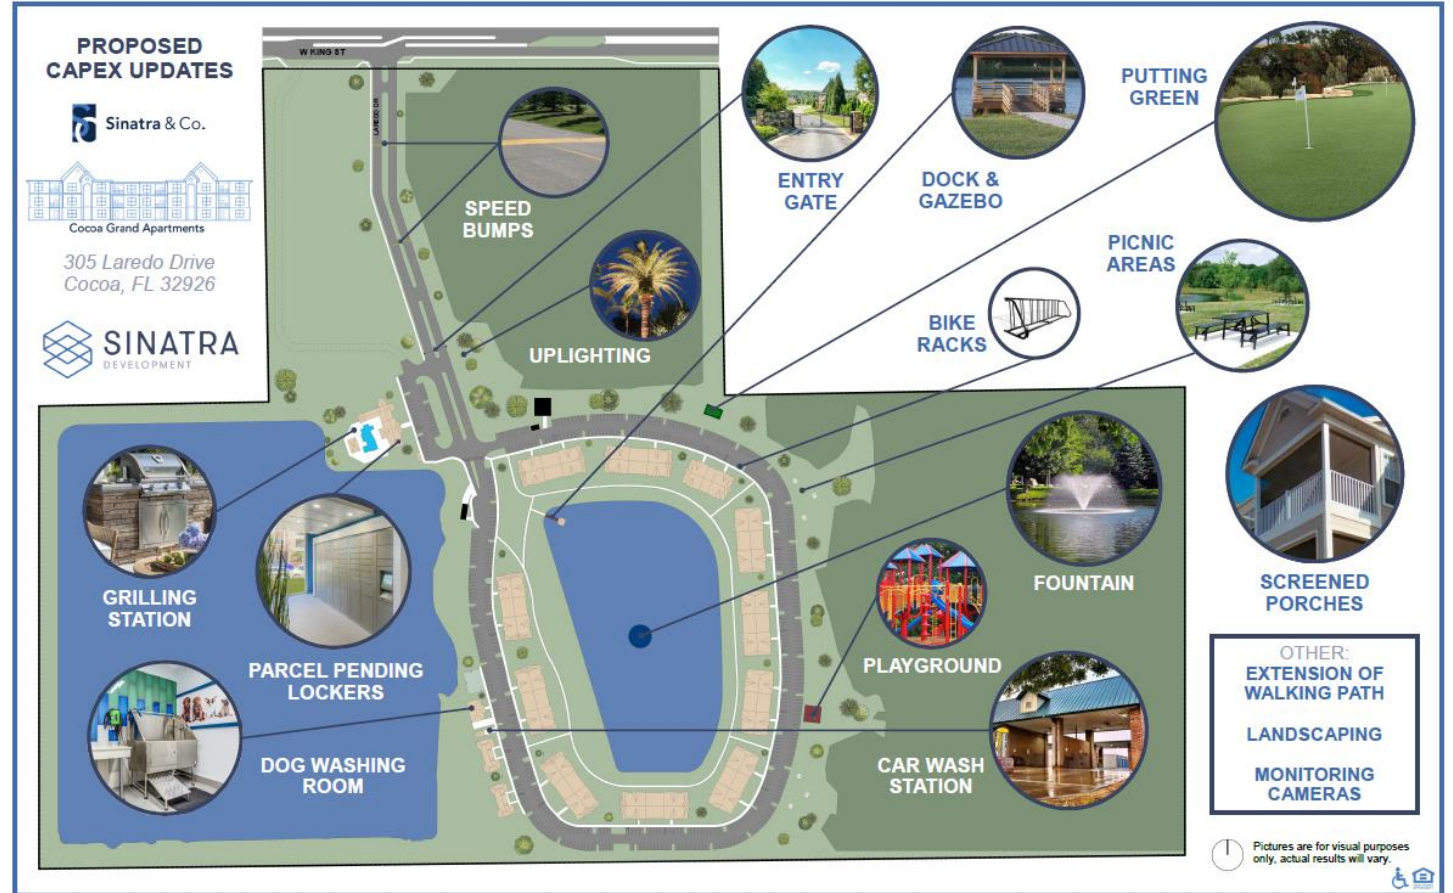 PROPOSED
CAPEX UPDATES
Sinatra & Co.
Cocoa Grand Apartments
305 Laredo Drive
Cocoa, FL 32926
SINATRA
DEVELOPMENT
W KING ST
LAREDO DR
SPEED
BUMPS
UPLIGHTING
ENTRY
GATE
DOCK &
GAZEBO
PUTTING
GREEN
PICNIC
AREAS
BIKE
RACKS
GRILLING
STATION
PARCEL PENDING
LOCKERS
DOG WASHING
ROOM
FOUNTAIN
PLAYGROUND
CAR WASH
STATION
SCREENED
PORCHES
OTHER:
EXTENSION OF
WALKING PATH
LANDSCAPING
MONITORING
CAMERAS
Pictures are for visual purposes
only, actual results will vary.